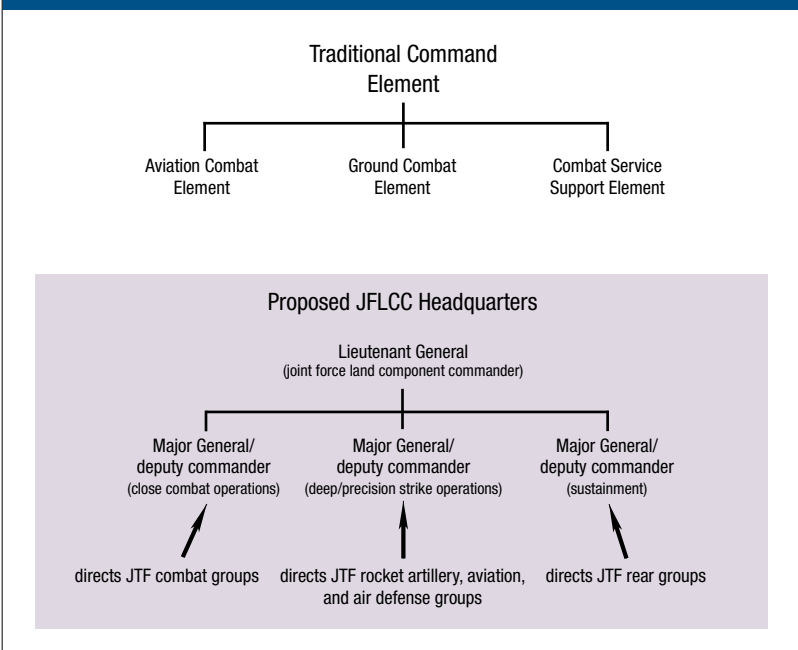 Traditional Command
Element
Aviation Combat
Element
Ground Combat
Element
Combat Service
Support Element
Proposed JFLCC Headquarters
Lieutenant General
(joint force land component commander)
Major General/
deputy commander
(close combat operations)
Major General/
deputy commander
(deep/precision strike operations)
Major General/
deputy commander
(sustainment)
directs JTF combat groups
directs JTF rocket artillery, aviation,
and air defense groups
directs JTF rear groups